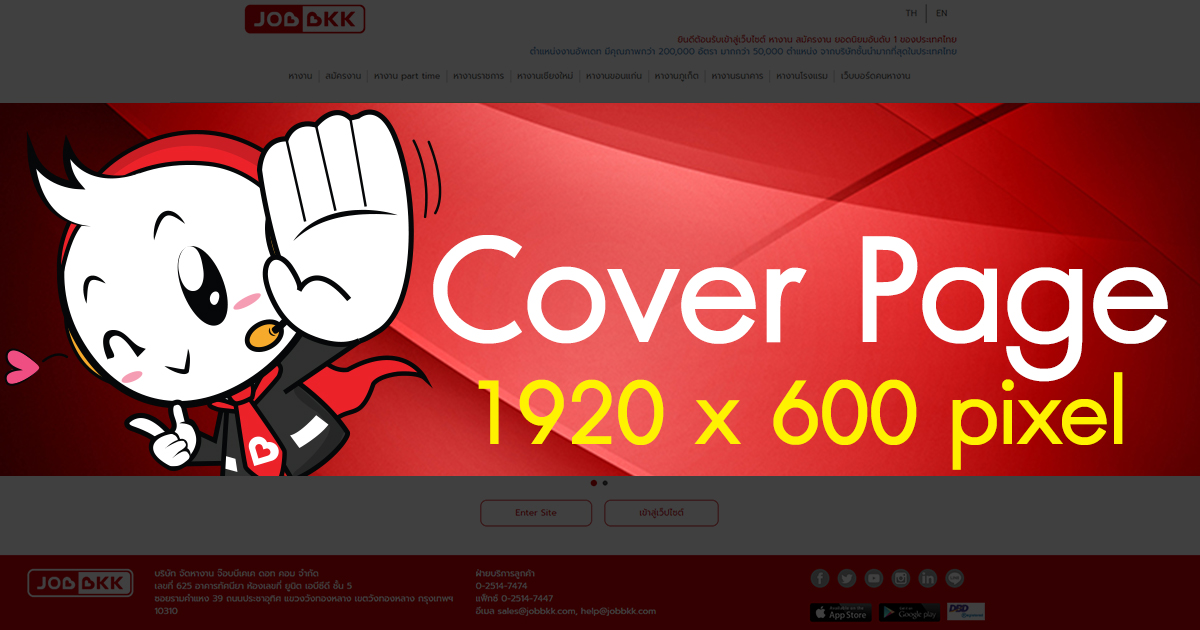 JOBBKK
TH | EN
ยินดีต้อนรับเข้าสู่เว็บไซต์ หางาน สมัครงาน ยอดนิยมอันดับ 1 ของประเทศไทย
ตำแหน่งงานอัพเดท มีคุณภาพกว่า 200,000 อัตรา มากกว่า 50,000 ตำแหน่ง จากบริษัทชั้นนำมากที่สุดในประเทศไทย
หางาน | สมัครงาน | หางาน part time | หางานราชการ | หางานเชียงใหม่ | หางานขอนแก่น | หางานภูเก็ต | หางานธนาคาร | หางานโรงแรม | เว็บบอร์ดคนหางาน
Cover Page
1920 x 600 pixel
Enter Site
เข้าสู่เว็ปไซต์
JOBBKK
บริษัท จัดหางาน จ๊อบบีเคเค ดอท คอม จำกัด
เลขที่ 625 อาคารทัศนียา ห้องเลขที่ ยูนิต เอบีซีดี ชั้น 5
ซอยรามคำแหง 39 ถนนประชาอุทิศ แขวงวังทองหลาง เขตวังทองหลาง กรุงเทพฯ
10310
ฝ่ายบริการลูกค้า
0-2514-7474
แฟ็กซ์ 0-2514-7447
อีเมล sales@jobbkk.com, help@jobbkk.com
App Store
Google play
DBD